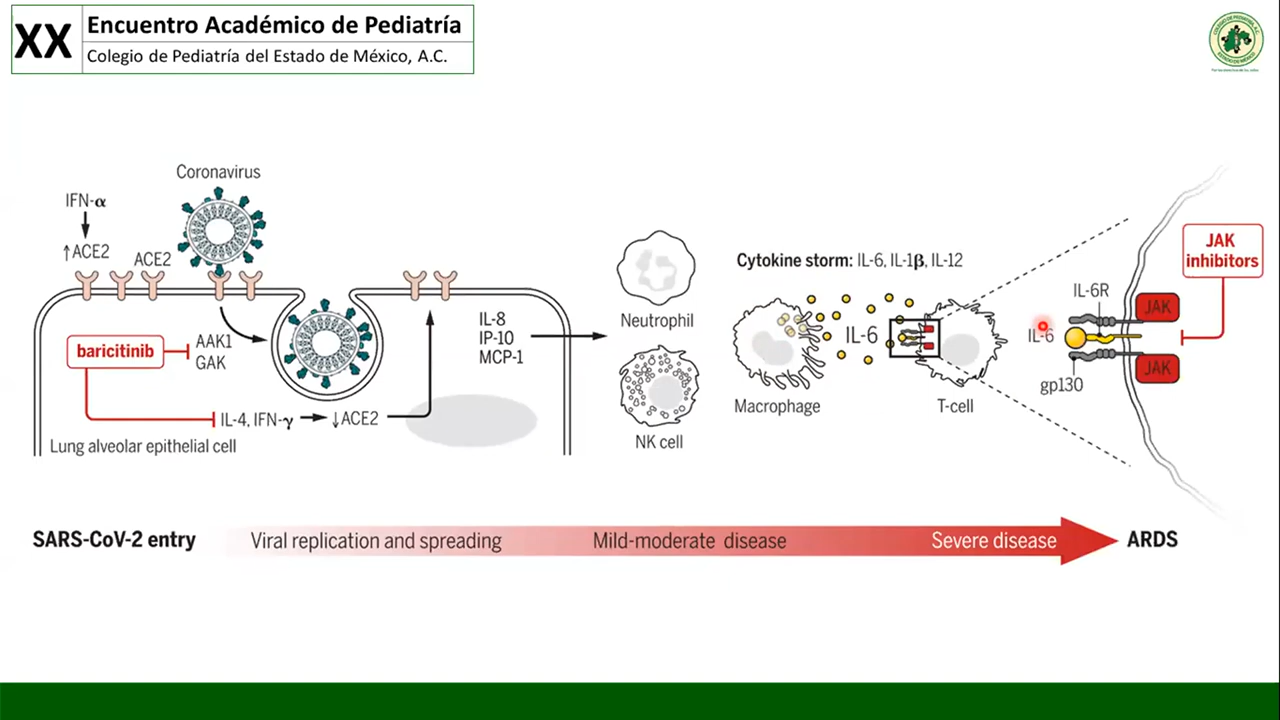 XX
Encuentro Académico de Pediatría
Colegio de Pediatría del Estado de México, A.C.
Coronavirus
IFN-α
↑ACE2
ACE2
baricitinib
AAK1
GAK
IL-4, IFN-γ → ↓ACE2
Lung alveolar epithelial cell
IL-8
IP-10
MCP-1
Neutrophil
NK cell
Cytokine storm: IL-6, IL-1β, IL-12
IL-6
Macrophage
T-cell
JAK
inhibitors
IL-6R
JAK
IL-6
JAK
gp130
SARS-CoV-2 entry
Viral replication and spreading
Mild-moderate disease
Severe disease
ARDS